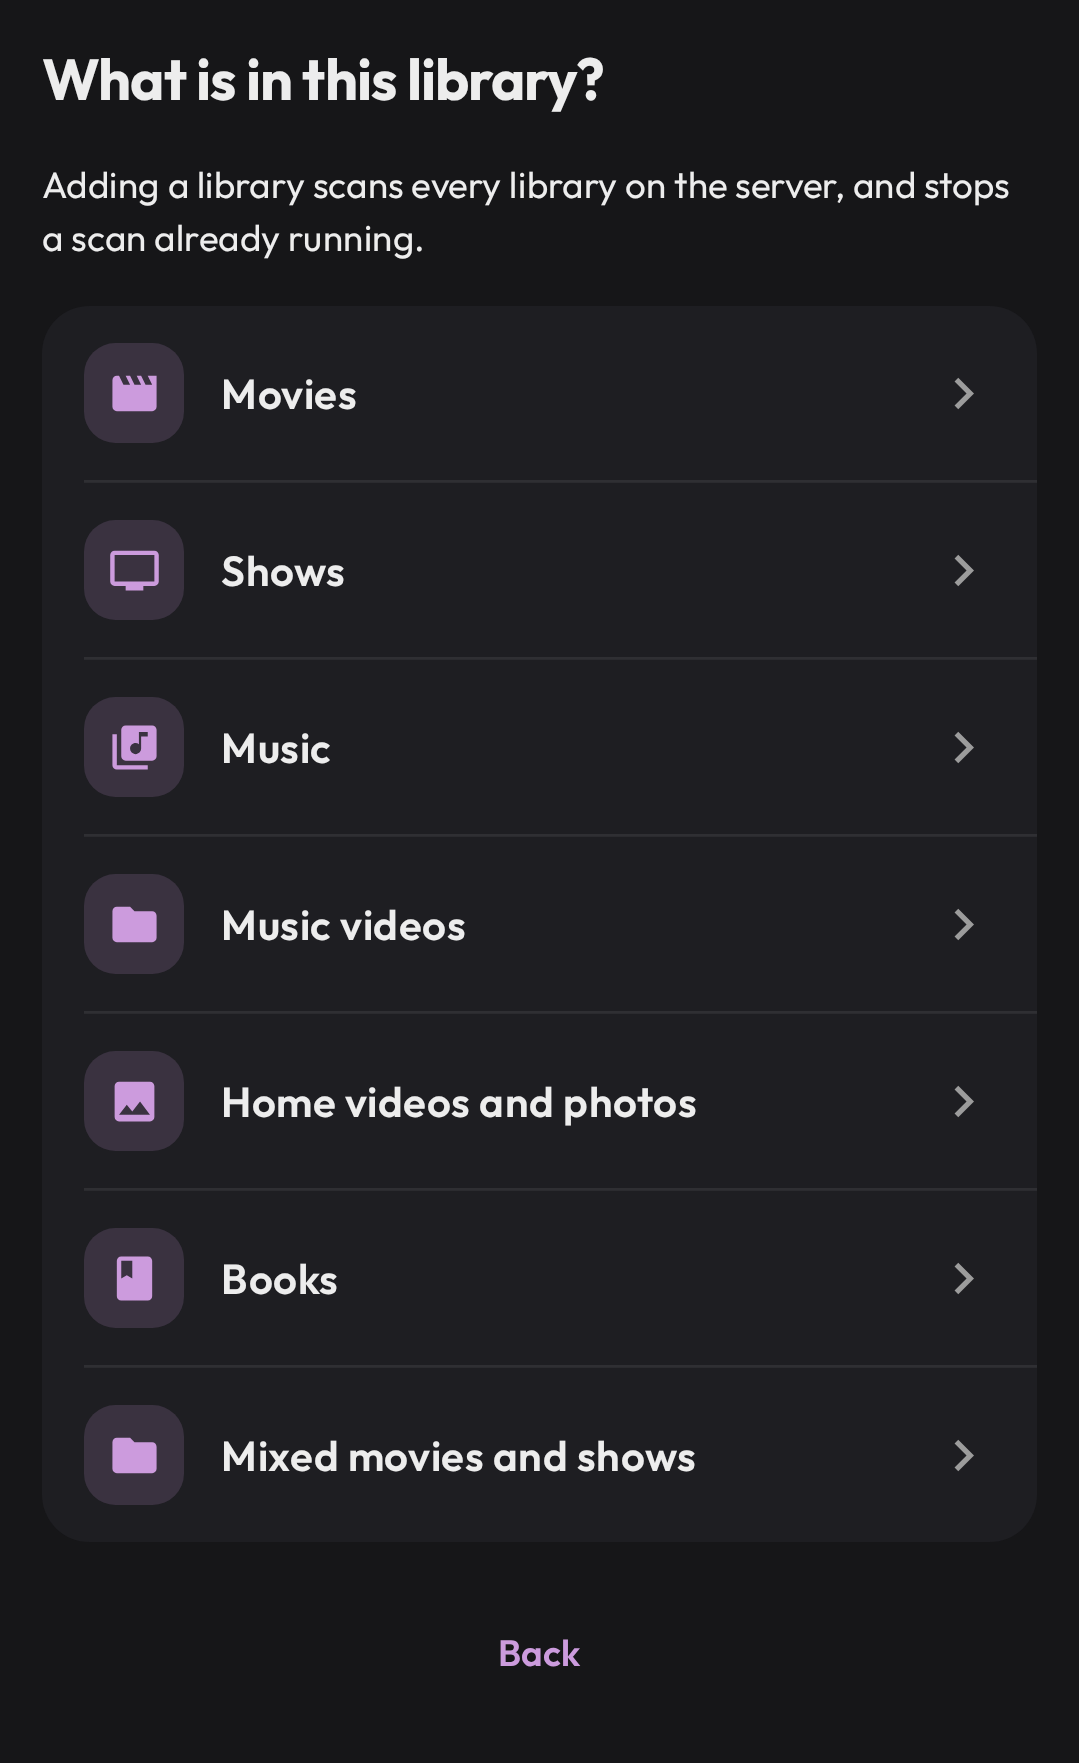 What is in this library?
Adding a library scans every library on the server, and stops
a scan already running.
Movies
Shows
Music
Music videos
Home videos and photos
Books
Mixed movies and shows
Back